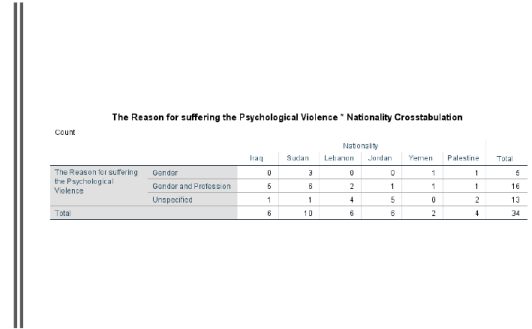 The Reason for suffering the Psychological Violence * Nationality Crosstabulation
Count
Nationality
Iraq Sudan Lebanon Jordan Yemen Palestine Total
The Reason for suffering the Psychological Violence
Gender 0 3 0 0 1 1 5
Gender and Profession 5 6 2 1 1 1 16
Unspecified 1 1 4 5 0 2 13
Total 6 10 6 6 2 4 34